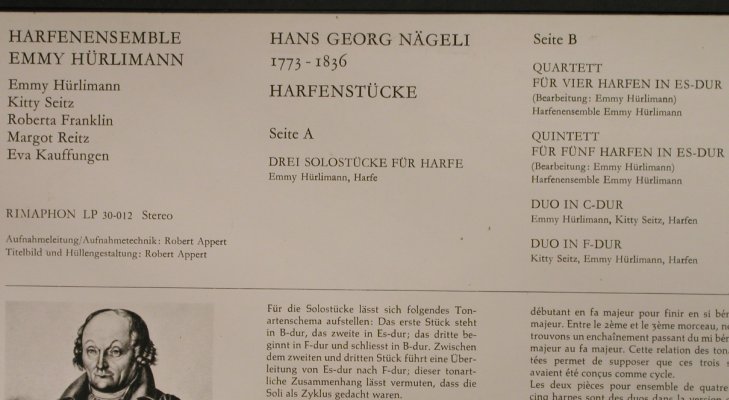 HARFENENSEMBLE
EMMY HÜRLIMANN
Emmy Hürlimann
Kitty Seitz
Roberta Franklin
Margot Reitz
Eva Kauffungen
RIMAPHON LP 30-012 Stereo
Aufnahmeleitung/Aufnahmetechnik: Robert Appert
Titelbild und Hüllengestaltung: Robert Appert
HANS GEORG NÄGELI
1773 - 1836
HARFENSTÜCKE
Seite A
DREI SOLOSTÜCKE FÜR HARFE
Emmy Hürlimann, Harfe
Seite B
QUARTETT
FÜR VIER HARFEN IN ES-DUR
(Bearbeitung: Emmy Hürlimann)
Harfenensemble Emmy Hürlimann
QUINTETT
FÜR FÜNF HARFEN IN ES-DUR
(Bearbeitung: Emmy Hürlimann)
Harfenensemble Emmy Hürlimann
DUO IN C-DUR
Emmy Hürlimann, Kitty Seitz, Harfen
DUO IN F-DUR
Kitty Seitz, Emmy Hürlimann, Harfen
Für die Solostücke lässt sich folgendes Ton-
artenschema aufstellen: Das erste Stück steht
in B-dur, das zweite in Es-dur; das dritte be-
ginnt in F-dur und schliesst in B-dur. Zwischen
dem zweiten und dritten Stück führt eine Über-
leitung von Es-dur nach F-dur; dieser tonart-
liche Zusammenhang lässt vermuten, dass die
Soli als Zyklus gedacht waren.
débutant en fa majeur pour finir en si bé
majeur. Entre le 2ème et le 3ème morceau,
trouvons un enchaînement passant du mi
majeur au fa majeur. Cette relation des
tées permet de supposer que ces trois
avaient été conçus comme cycle.
Les deux pièces pour ensemble de quatre
cinq harpes sont des duos dans la version